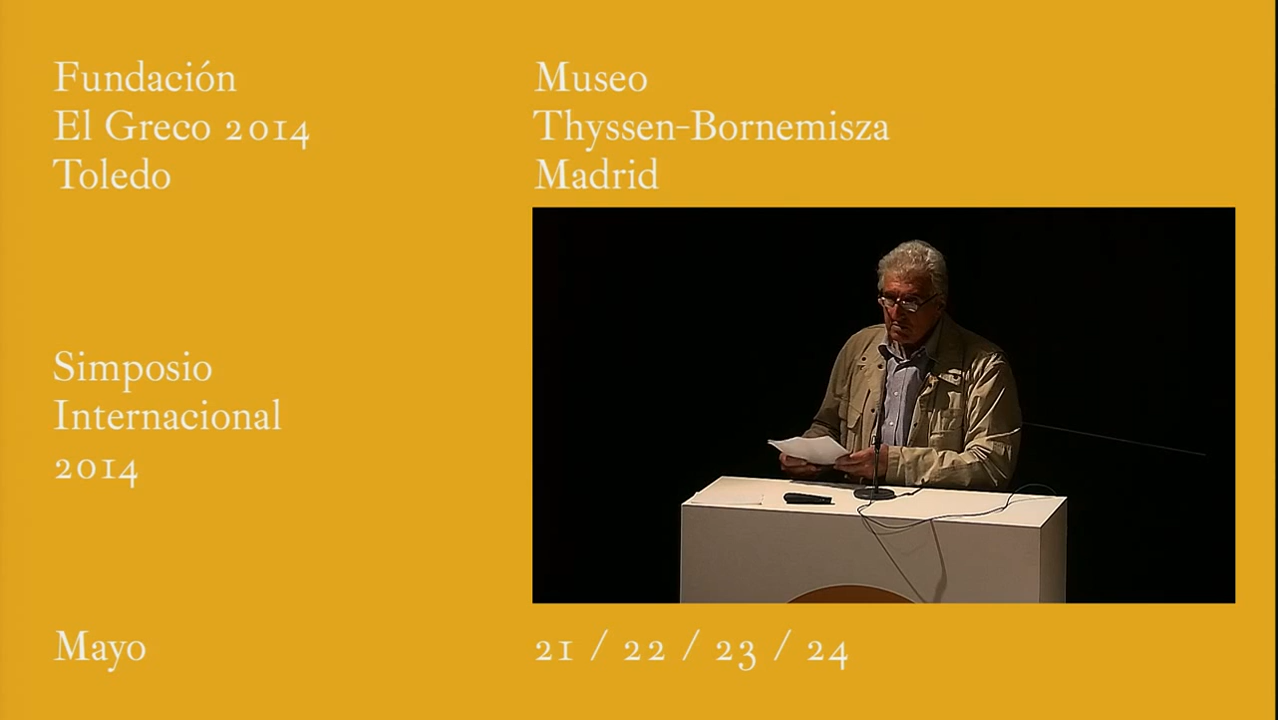 Fundación
El Greco 2014
Toledo
Museo
Thyssen-Bornemisza
Madrid
Simposio
Internacional
2014
Mayo
21 / 22 / 23 / 24